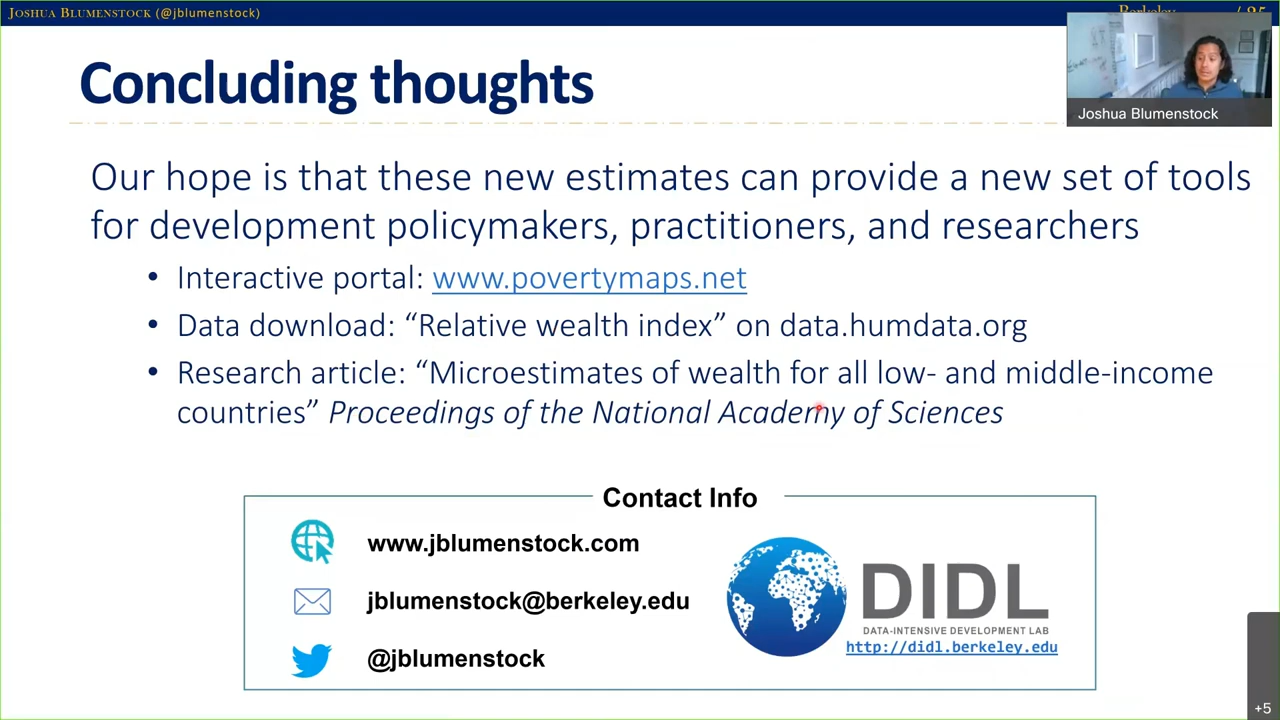 JOSHUA BLUMENSTOCK (@jblumenstock)
Berkeley
Concluding thoughts
Joshua Blumenstock
Our hope is that these new estimates can provide a new set of tools
for development policymakers, practitioners, and researchers
• Interactive portal: www.povertymaps.net
• Data download: “Relative wealth index” on data.humdata.org
• Research article: “Microestimates of wealth for all low- and middle-income
countries” Proceedings of the National Academy of Sciences
Contact Info
www.jblumenstock.com
jblumenstock@berkeley.edu
@jblumenstock
DIDL
DATA-INTENSIVE DEVELOPMENT LAB
http://didl.berkeley.edu
+5